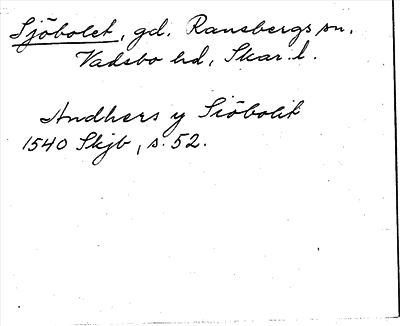 Sjöbolet, gd. Ransbergs sn,
Vadsbo hd, Skar. l.
Andhers y Siöbolit
1540 Skjb, s. 52.